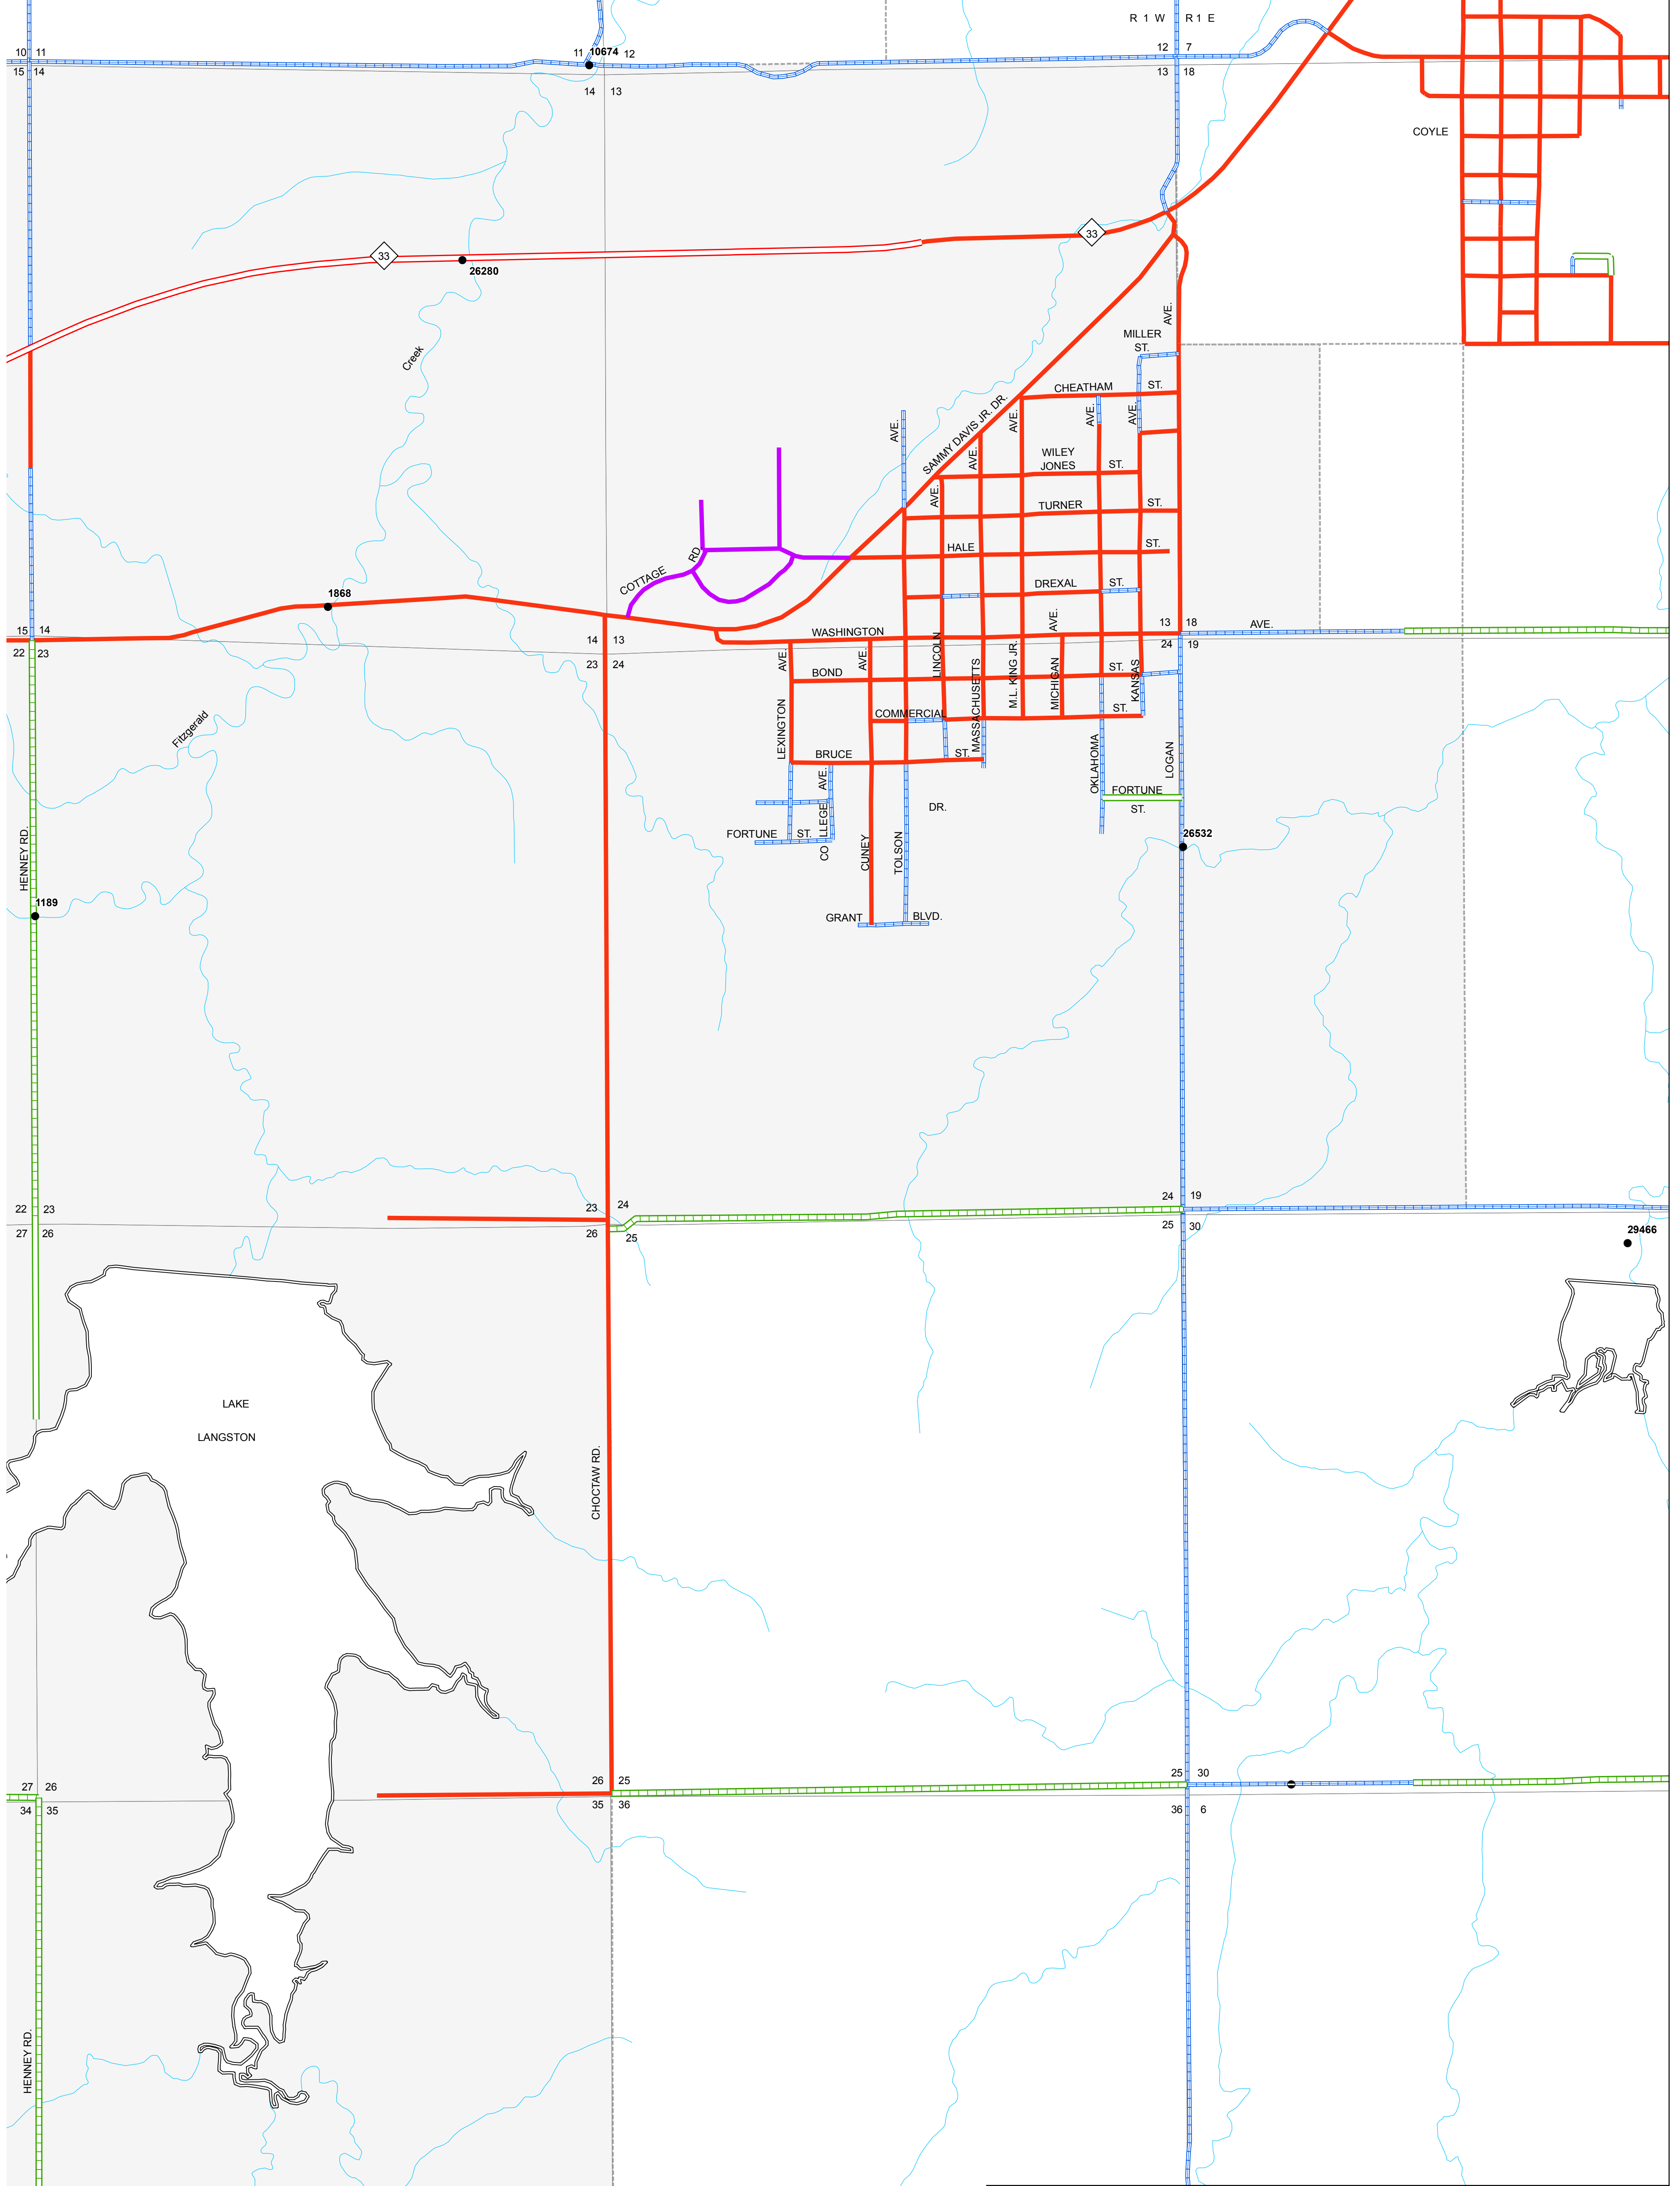 R 1 W R 1 E
10 11
11 10674 12
12 7
15 14
14 13
13 18
COYLE
33
33
26280
AVE.
MILLER
ST.
Creek
CHEATHAM ST.
SAMMY DAVIS JR. DR.
AVE.
AVE.
AVE.
AVE.
AVE.
WILEY
JONES ST.
AVE.
TURNER ST.
HALE ST.
RD.
COTTAGE
DREXAL ST.
1868
AVE.
13 18
AVE.
15 14
14 13
WASHINGTON
24 19
22 23
23 24
AVE.
AVE.
LINCOLN
MASSACHUSETTS
M.L. KING JR.
MICHIGAN
KANSAS
BOND ST.
COMMERCIAL ST.
Fitzgerald
LEXINGTON
BRUCE ST.
OKLAHOMA
LOGAN
AVE.
FORTUNE
ST.
DR.
COLLEGE
FORTUNE ST.
CUNEY
TOLSON
26532
HENNEY RD.
1189
GRANT BLVD.
22 23
23 24
24 19
27 26
26 25
25 30
29466
LAKE
LANGSTON
CHOCTAW RD.
27 26
26 25
25 30
34 35
35 36
36 6
HENNEY RD.